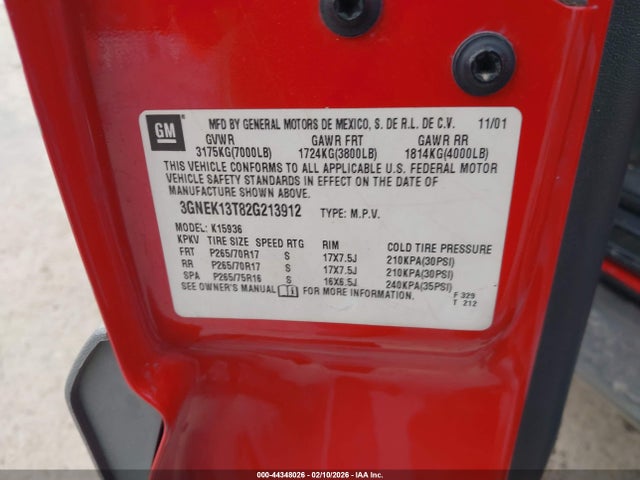 GM
MFD BY GENERAL MOTORS DE MEXICO, S. DE R.L. DE C.V. 11/01
GVWR GAWR FRT GAWR RR
3175KG(7000LB) 1724KG(3800LB) 1814KG(4000LB)
THIS VEHICLE CONFORMS TO ALL APPLICABLE U.S. FEDERAL MOTOR
VEHICLE SAFETY STANDARDS IN EFFECT ON THE DATE OF
MANUFACTURE SHOWN ABOVE.
3GNEK13T82G213912 TYPE: M.P.V.
MODEL: K15936
KPKV TIRE SIZE SPEED RTG RIM COLD TIRE PRESSURE
FRT P265/70R17 S 17X7.5J 210KPA(30PSI)
RR P265/70R17 S 17X7.5J 210KPA(30PSI)
SPA P265/75R16 S 16X6.5J 240KPA(35PSI)
SEE OWNER'S MANUAL FOR MORE INFORMATION.
F 329
T 212
000-44348026 - 02/10/2026 - IAA Inc.